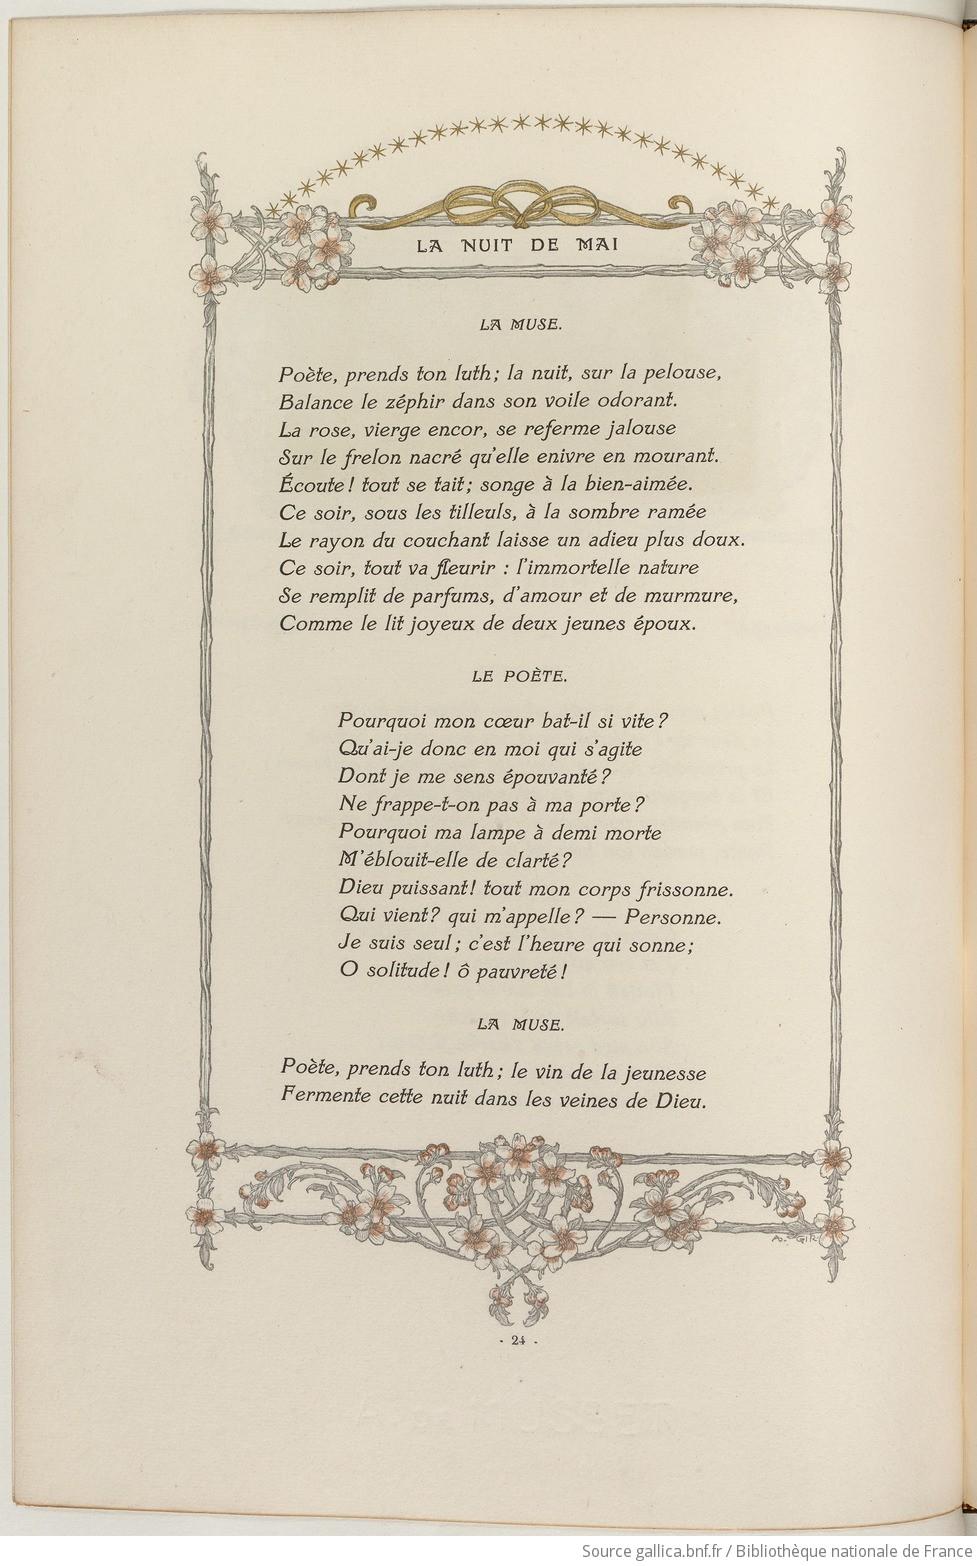 LA NUIT DE MAI
LA MUSE.
Poète, prends ton luth ; la nuit, sur la pelouse,
Balance le zéphir dans son voile odorant.
La rose, vierge encor, se referme jalouse
Sur le frelon nacré qu'elle enivre en mourant.
Écoute ! tout se tait ; songe à la bien-aimée.
Ce soir, sous les tilleuls, à la sombre ramée
Le rayon du couchant laisse un adieu plus doux.
Ce soir, tout va fleurir : l'immortelle nature
Se remplit de parfums, d'amour et de murmure,
Comme le lit joyeux de deux jeunes époux.
LE POÈTE.
Pourquoi mon cœur bat-il si vite ?
Qu'ai-je donc en moi qui s'agite
Dont je me sens épouvanté ?
Ne frappe-t-on pas à ma porte ?
Pourquoi ma lampe à demi morte
M'éblouit-elle de clarté ?
Dieu puissant ! tout mon corps frissonne.
Qui vient ? qui m'appelle ? — Personne.
Je suis seul ; c'est l'heure qui sonne ;
O solitude ! ô pauvreté !
LA MUSE.
Poète, prends ton luth ; le vin de la jeunesse
Fermente cette nuit dans les veines de Dieu.
- 24 -
Source gallica.bnf.fr / Bibliothèque nationale de France